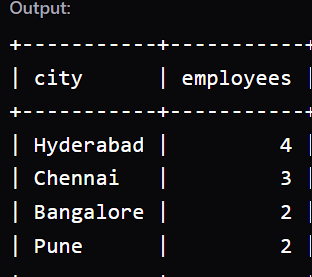 Output:
+-----------+-----------+
| city      | employees |
+-----------+-----------+
| Hyderabad |         4 |
| Chennai   |         3 |
| Bangalore |         2 |
| Pune      |         2 |